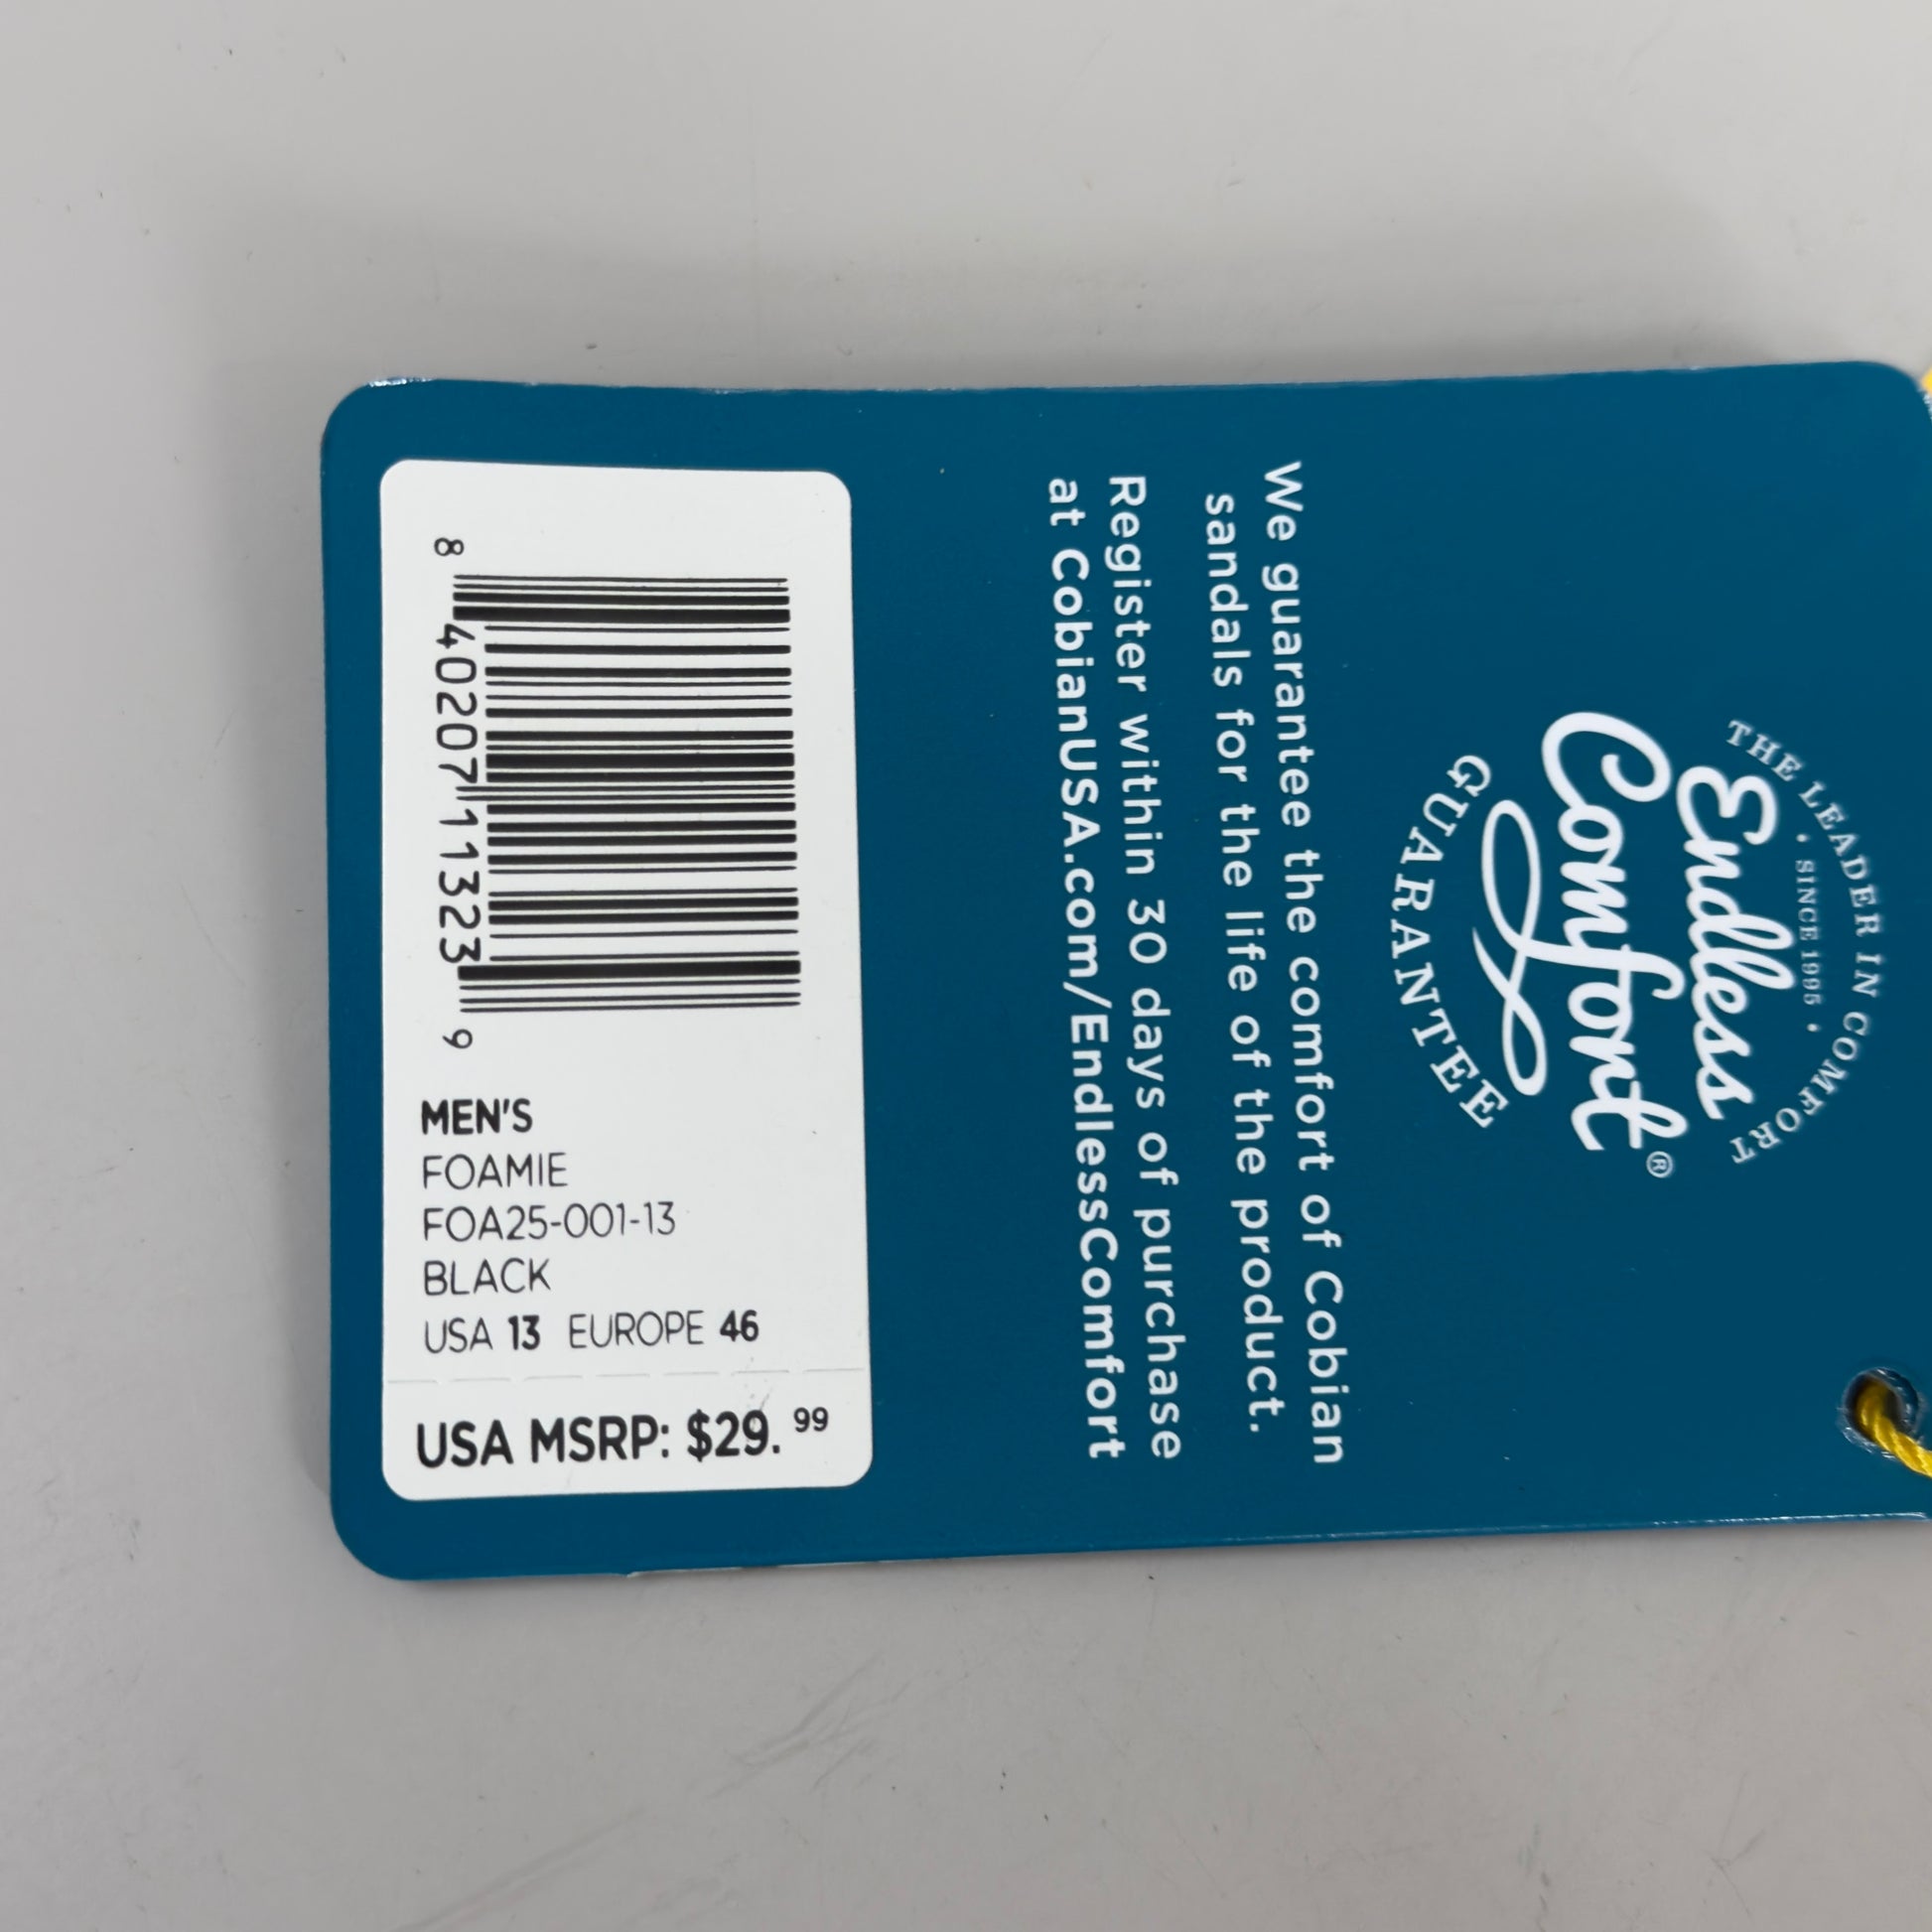 THE LEADER IN COMFORT
• SINCE 1995 •
Endless
Comfort®
GUARANTEE
We guarantee the comfort of Cobian
sandals for the life of the product.
Register within 30 days of purchase
at CobianUSA.com/EndlessComfort
8 40207 11323 9
MEN'S
FOAMIE
FOA25-001-13
BLACK
USA 13 EUROPE 46
USA MSRP: $29.99